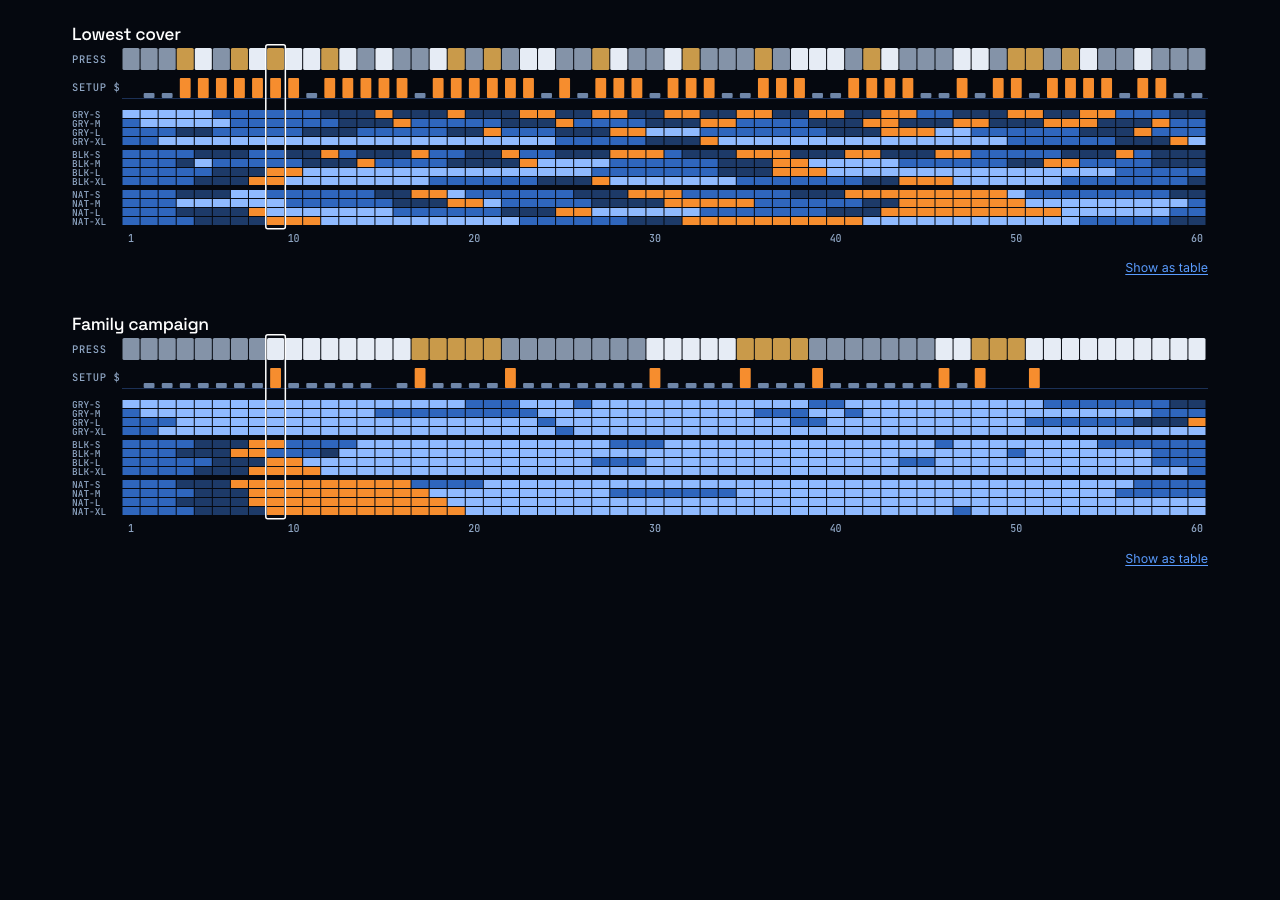 Lowest cover
PRESS
SETUP $
GRY-S
GRY-M
GRY-L
GRY-XL
BLK-S
BLK-M
BLK-L
BLK-XL
NAT-S
NAT-M
NAT-L
NAT-XL
1 10 20 30 40 50 60
Show as table
Family campaign
PRESS
SETUP $
GRY-S
GRY-M
GRY-L
GRY-XL
BLK-S
BLK-M
BLK-L
BLK-XL
NAT-S
NAT-M
NAT-L
NAT-XL
1 10 20 30 40 50 60
Show as table